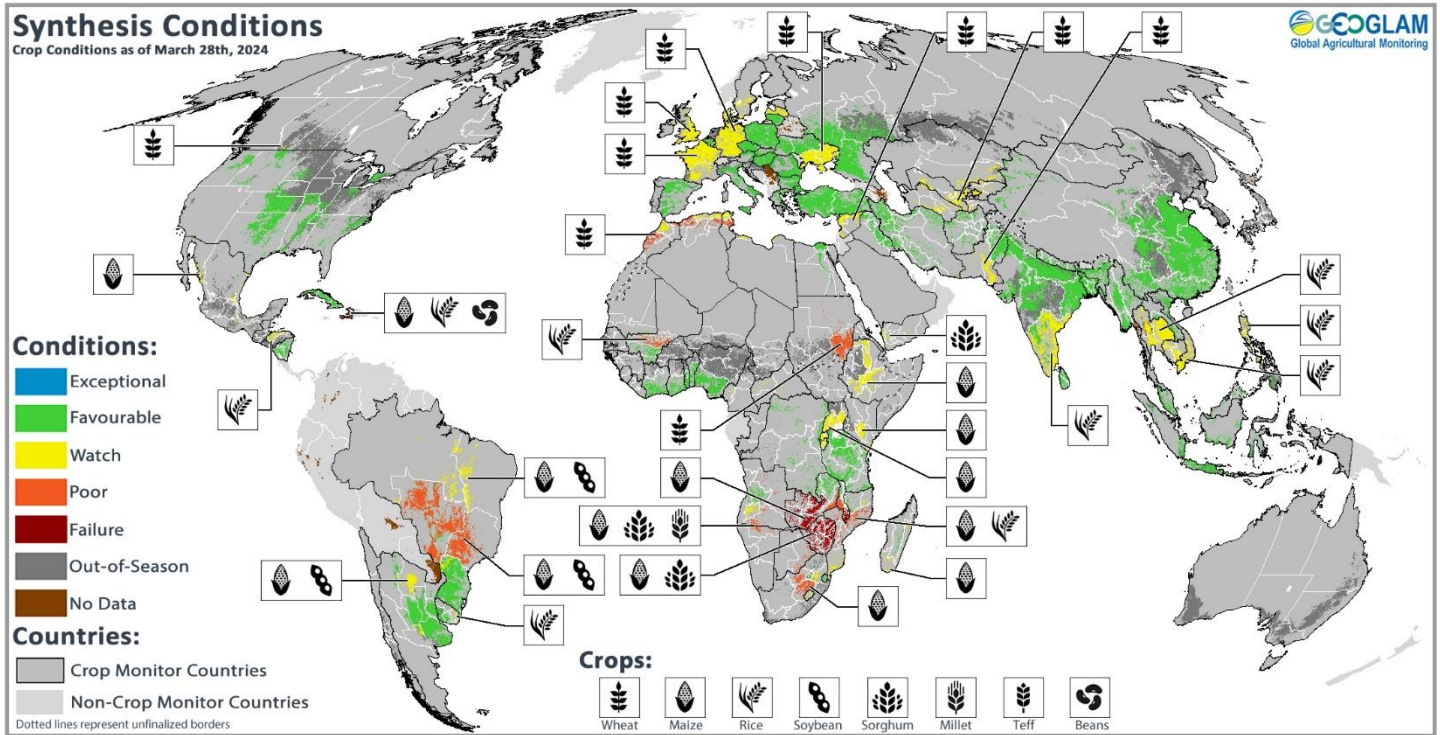 Synthesis Conditions
Crop Conditions as of March 28th, 2024
GEOGLAM
Global Agricultural Monitoring
Conditions:
Exceptional
Favourable
Watch
Poor
Failure
Out-of-Season
No Data
Countries:
Crop Monitor Countries
Non-Crop Monitor Countries
Dotted lines represent unfinalized borders
Crops:
Wheat Maize Rice Soybean Sorghum Millet Teff Beans